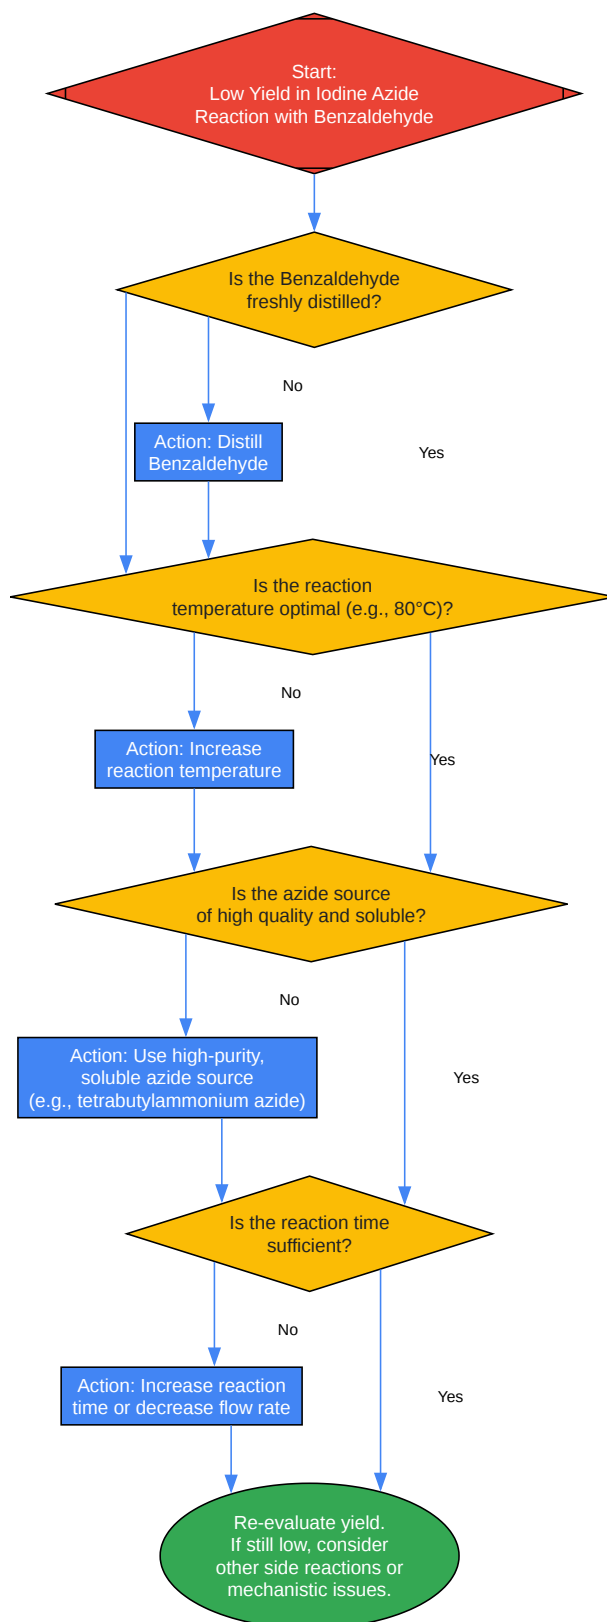 Start:
Low Yield in Iodine Azide
Reaction with Benzaldehyde
Is the Benzaldehyde
freshly distilled?
No
Action: Distill
Benzaldehyde
Yes
Is the reaction
temperature optimal (e.g., 80°C)?
No
Action: Increase
reaction temperature
Yes
Is the azide source
of high quality and soluble?
No
Action: Use high-purity,
soluble azide source
(e.g., tetrabutylammonium azide)
Yes
Is the reaction time
sufficient?
No
Action: Increase reaction
time or decrease flow rate
Yes
Re-evaluate yield.
If still low, consider
other side reactions or
mechanistic issues.